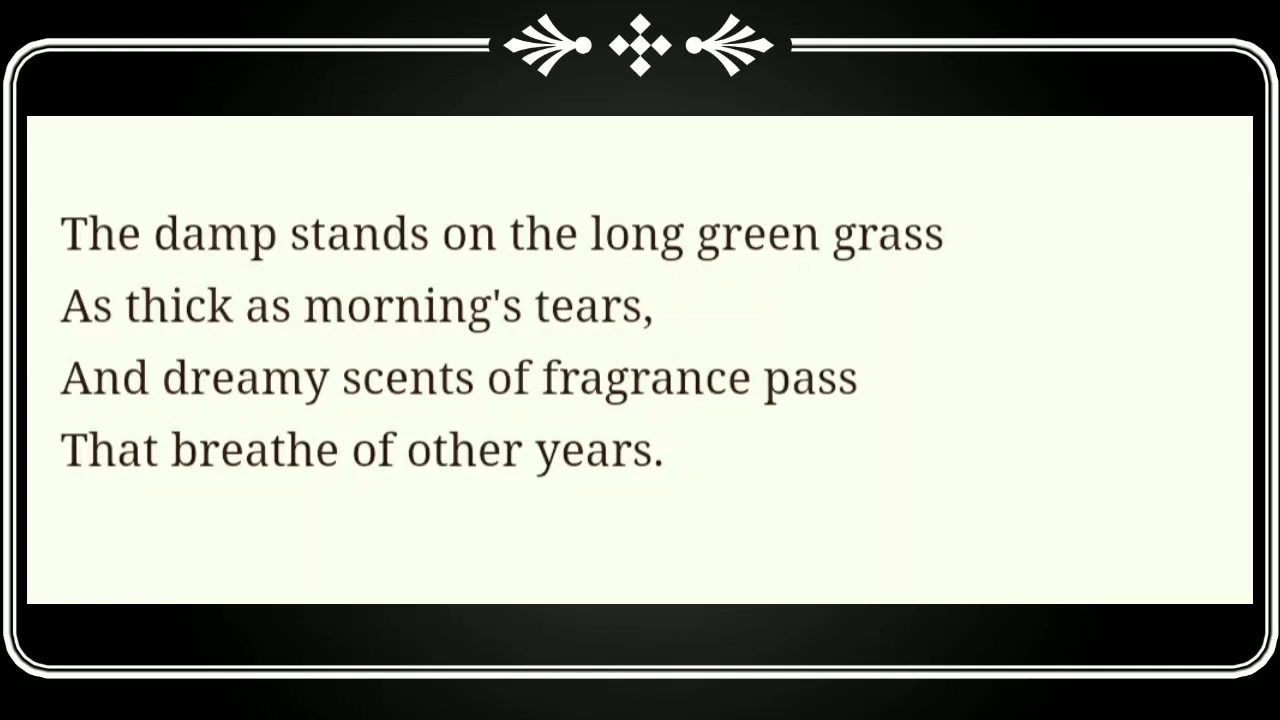 The damp stands on the long green grass
As thick as morning's tears,
And dreamy scents of fragrance pass
That breathe of other years.